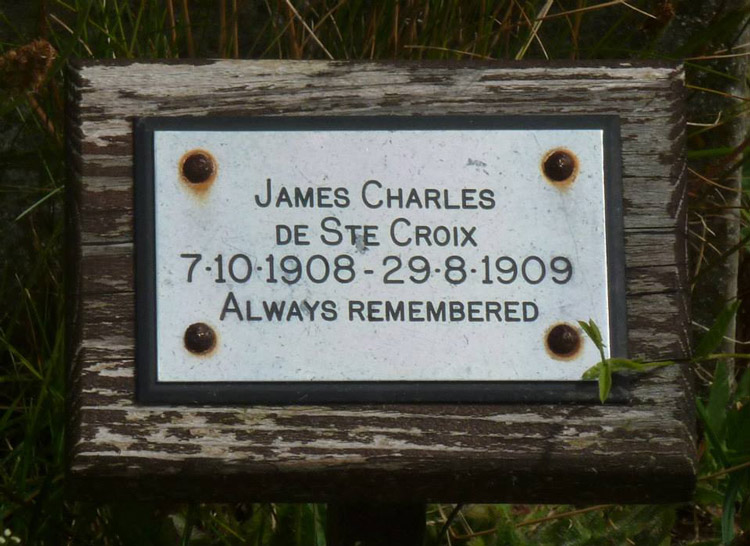 James Charles
de Ste Croix
7·10·1908 - 29·8·1909
Always remembered